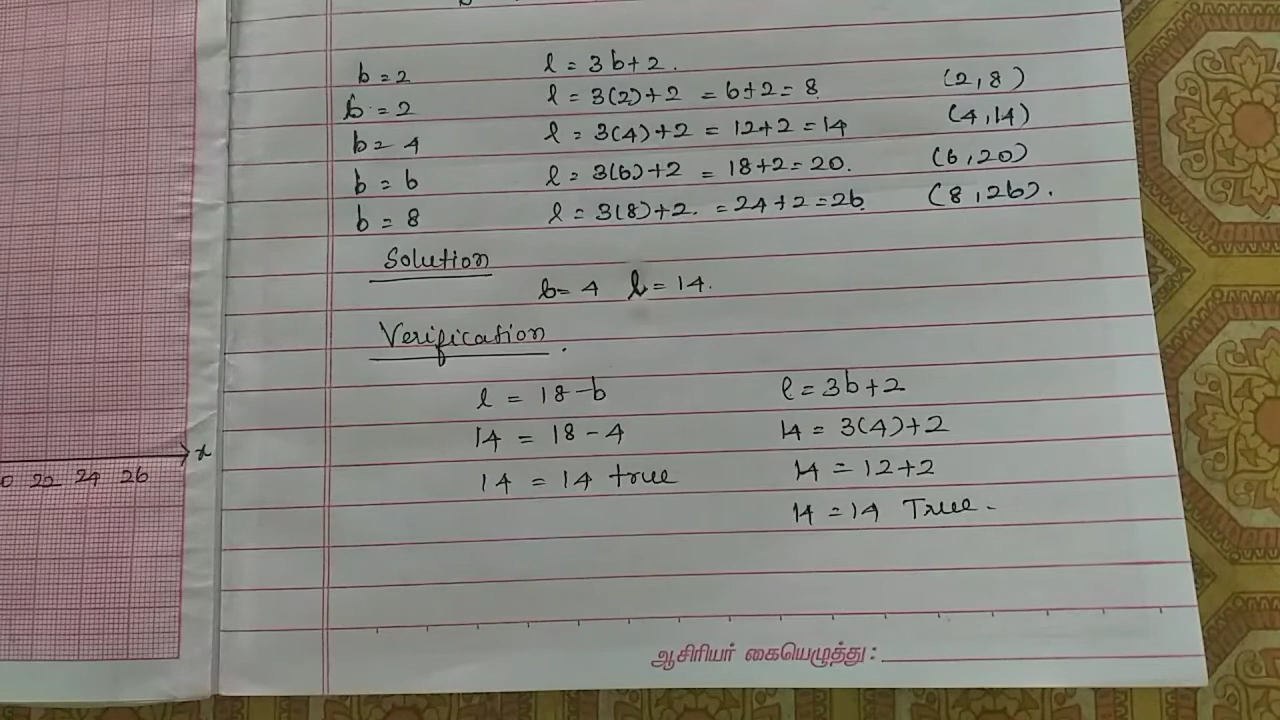 b = 2 l = 3b+2.
b = 2 l = 3(2)+2 = 6+2 = 8 (2,8)
b = 4 l = 3(4)+2 = 12+2 = 14 (4,14)
b = 6 l = 3(6)+2 = 18+2 = 20. (6,20)
b = 8 l = 3(8)+2. = 24+2 = 26. (8,26).
Solution
b = 4 l = 14.
Verification.
l = 18-b l = 3b+2
14 = 18-4 14 = 3(4)+2
14 = 14 true 14 = 12+2
14 = 14 True.
x
22 24 26
ஆசிரியர் கையெழுத்து :